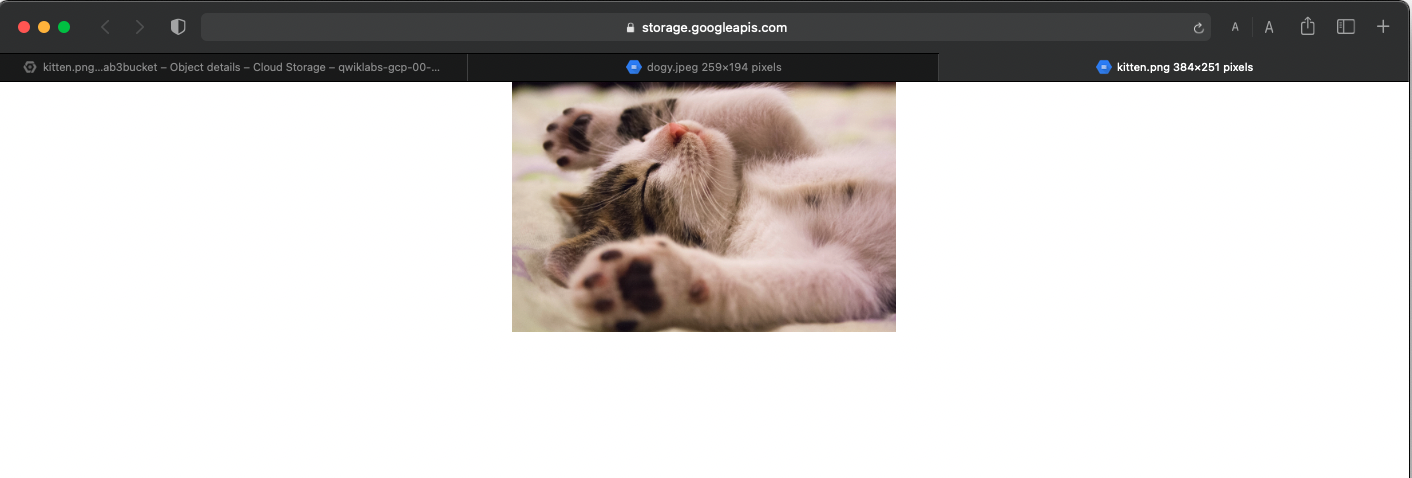 storage.googleapis.com
A A
kitten.png...ab3bucket – Object details – Cloud Storage – qwiklabs-gcp-00-...
dogy.jpeg 259×194 pixels
kitten.png 384×251 pixels